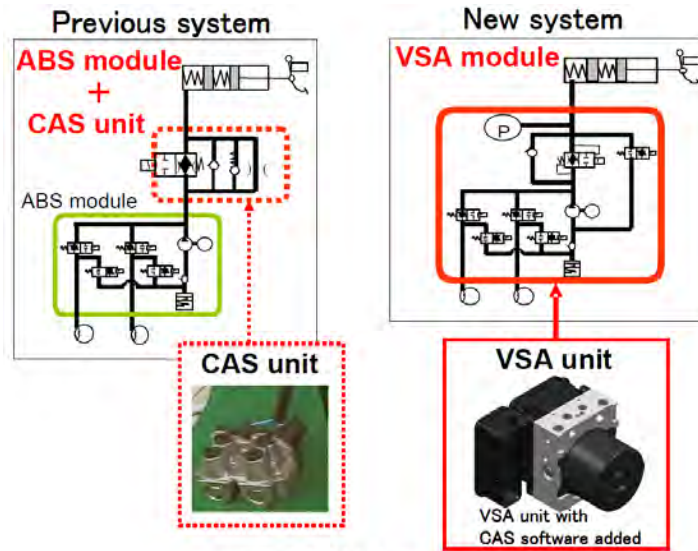 Previous system
New system
ABS module
+
CAS unit
VSA module
P
ABS module
CAS unit
VSA unit
VSA unit with
CAS software added